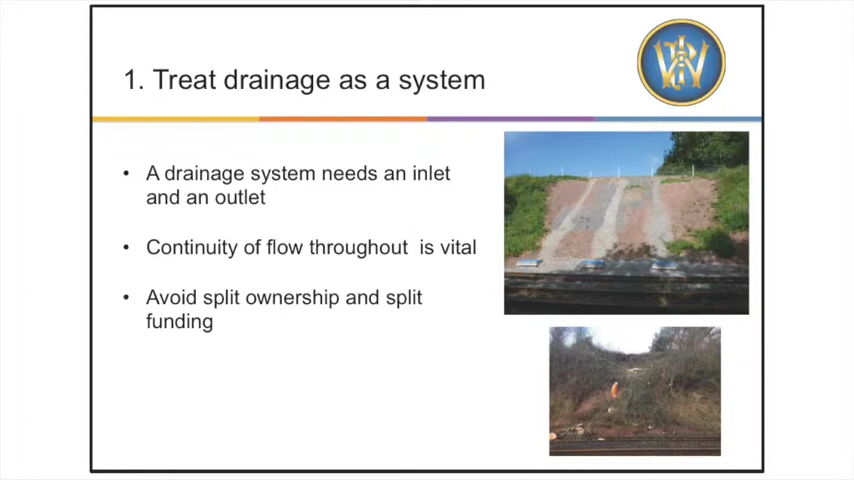 1. Treat drainage as a system
• A drainage system needs an inlet
and an outlet
• Continuity of flow throughout is vital
• Avoid split ownership and split
funding